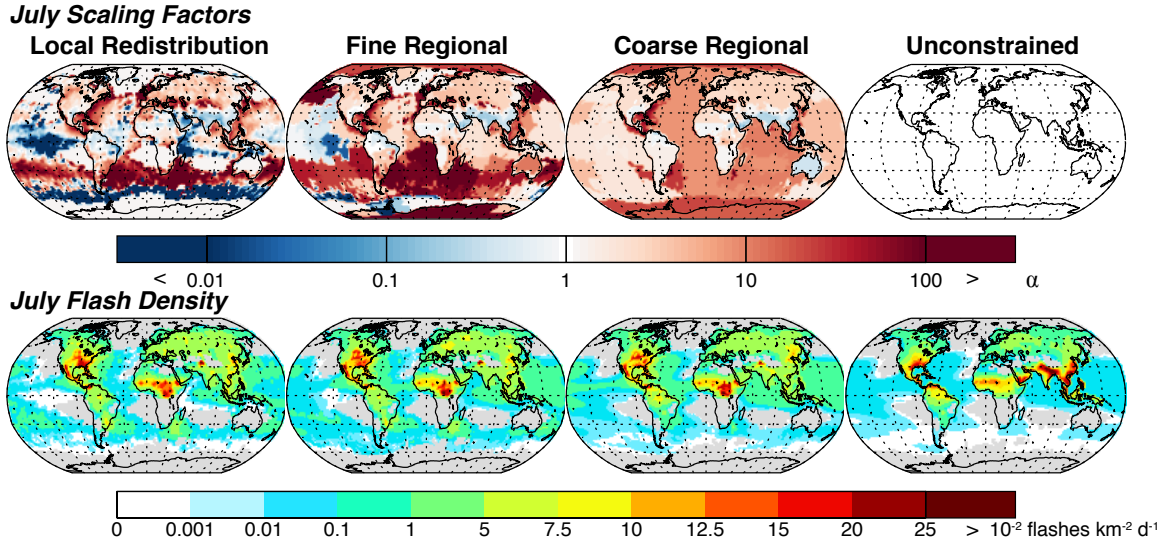 July Scaling Factors
Local Redistribution Fine Regional Coarse Regional Unconstrained
< 0.01 0.1 1 10 100 > α
July Flash Density
0 0.001 0.01 0.1 1 5 7.5 10 12.5 15 20 25 > 10⁻² flashes km⁻² d⁻¹